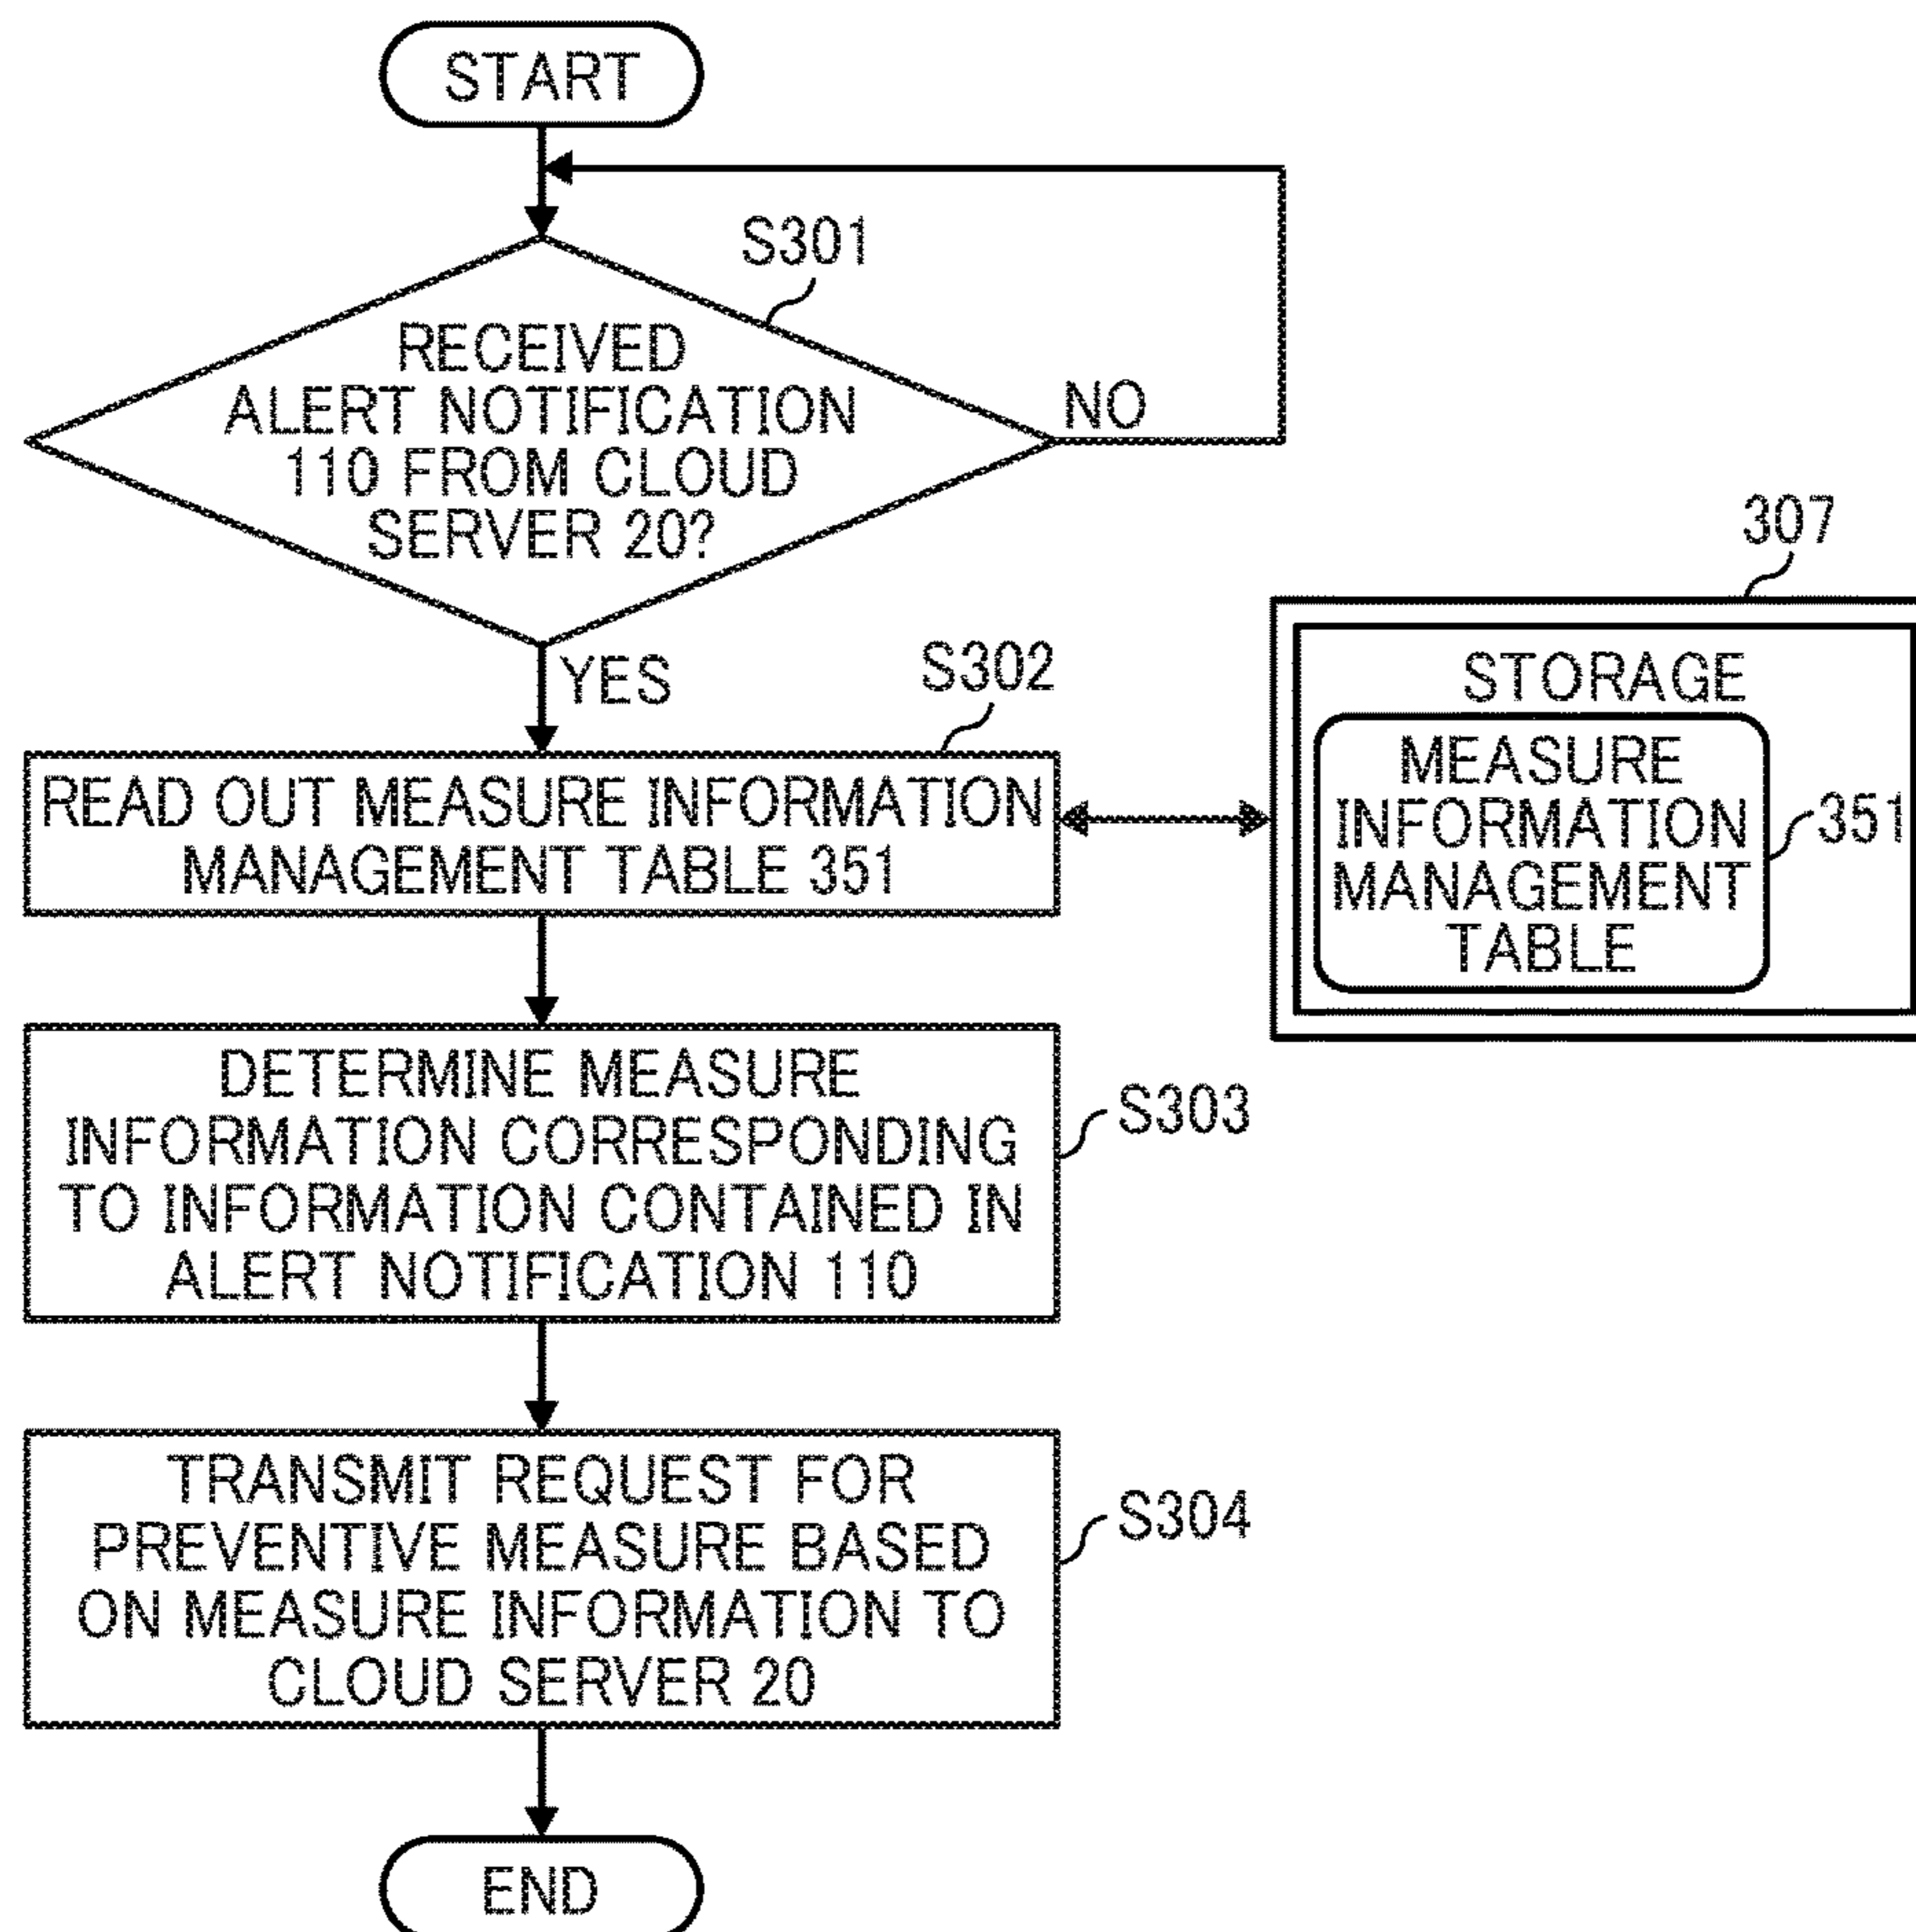 START
S301
RECEIVED
ALERT NOTIFICATION
110 FROM CLOUD
SERVER 20?
NO
YES
S302
READ OUT MEASURE INFORMATION
MANAGEMENT TABLE 351
307
STORAGE
MEASURE
INFORMATION
MANAGEMENT
TABLE
351
DETERMINE MEASURE
INFORMATION CORRESPONDING
TO INFORMATION CONTAINED IN
ALERT NOTIFICATION 110
S303
TRANSMIT REQUEST FOR
PREVENTIVE MEASURE BASED
ON MEASURE INFORMATION TO
CLOUD SERVER 20
S304
END